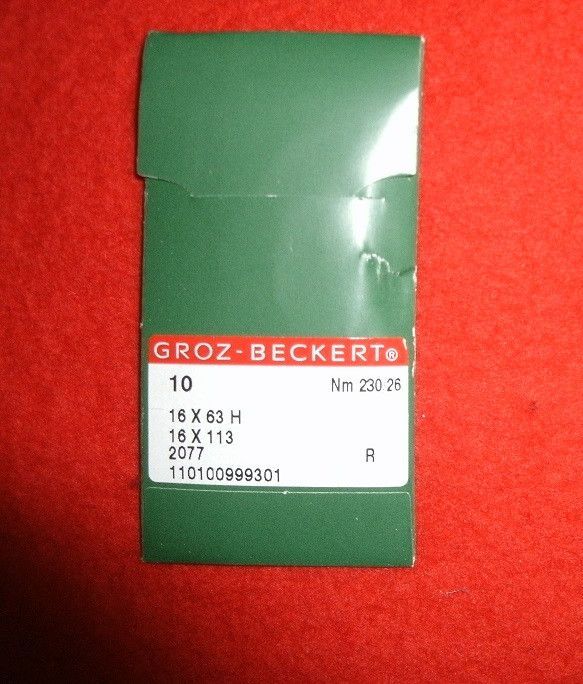 GROZ-BECKERT®
10 Nm 230/26
16 X 63 H
16 X 113
2077 R
110100999301